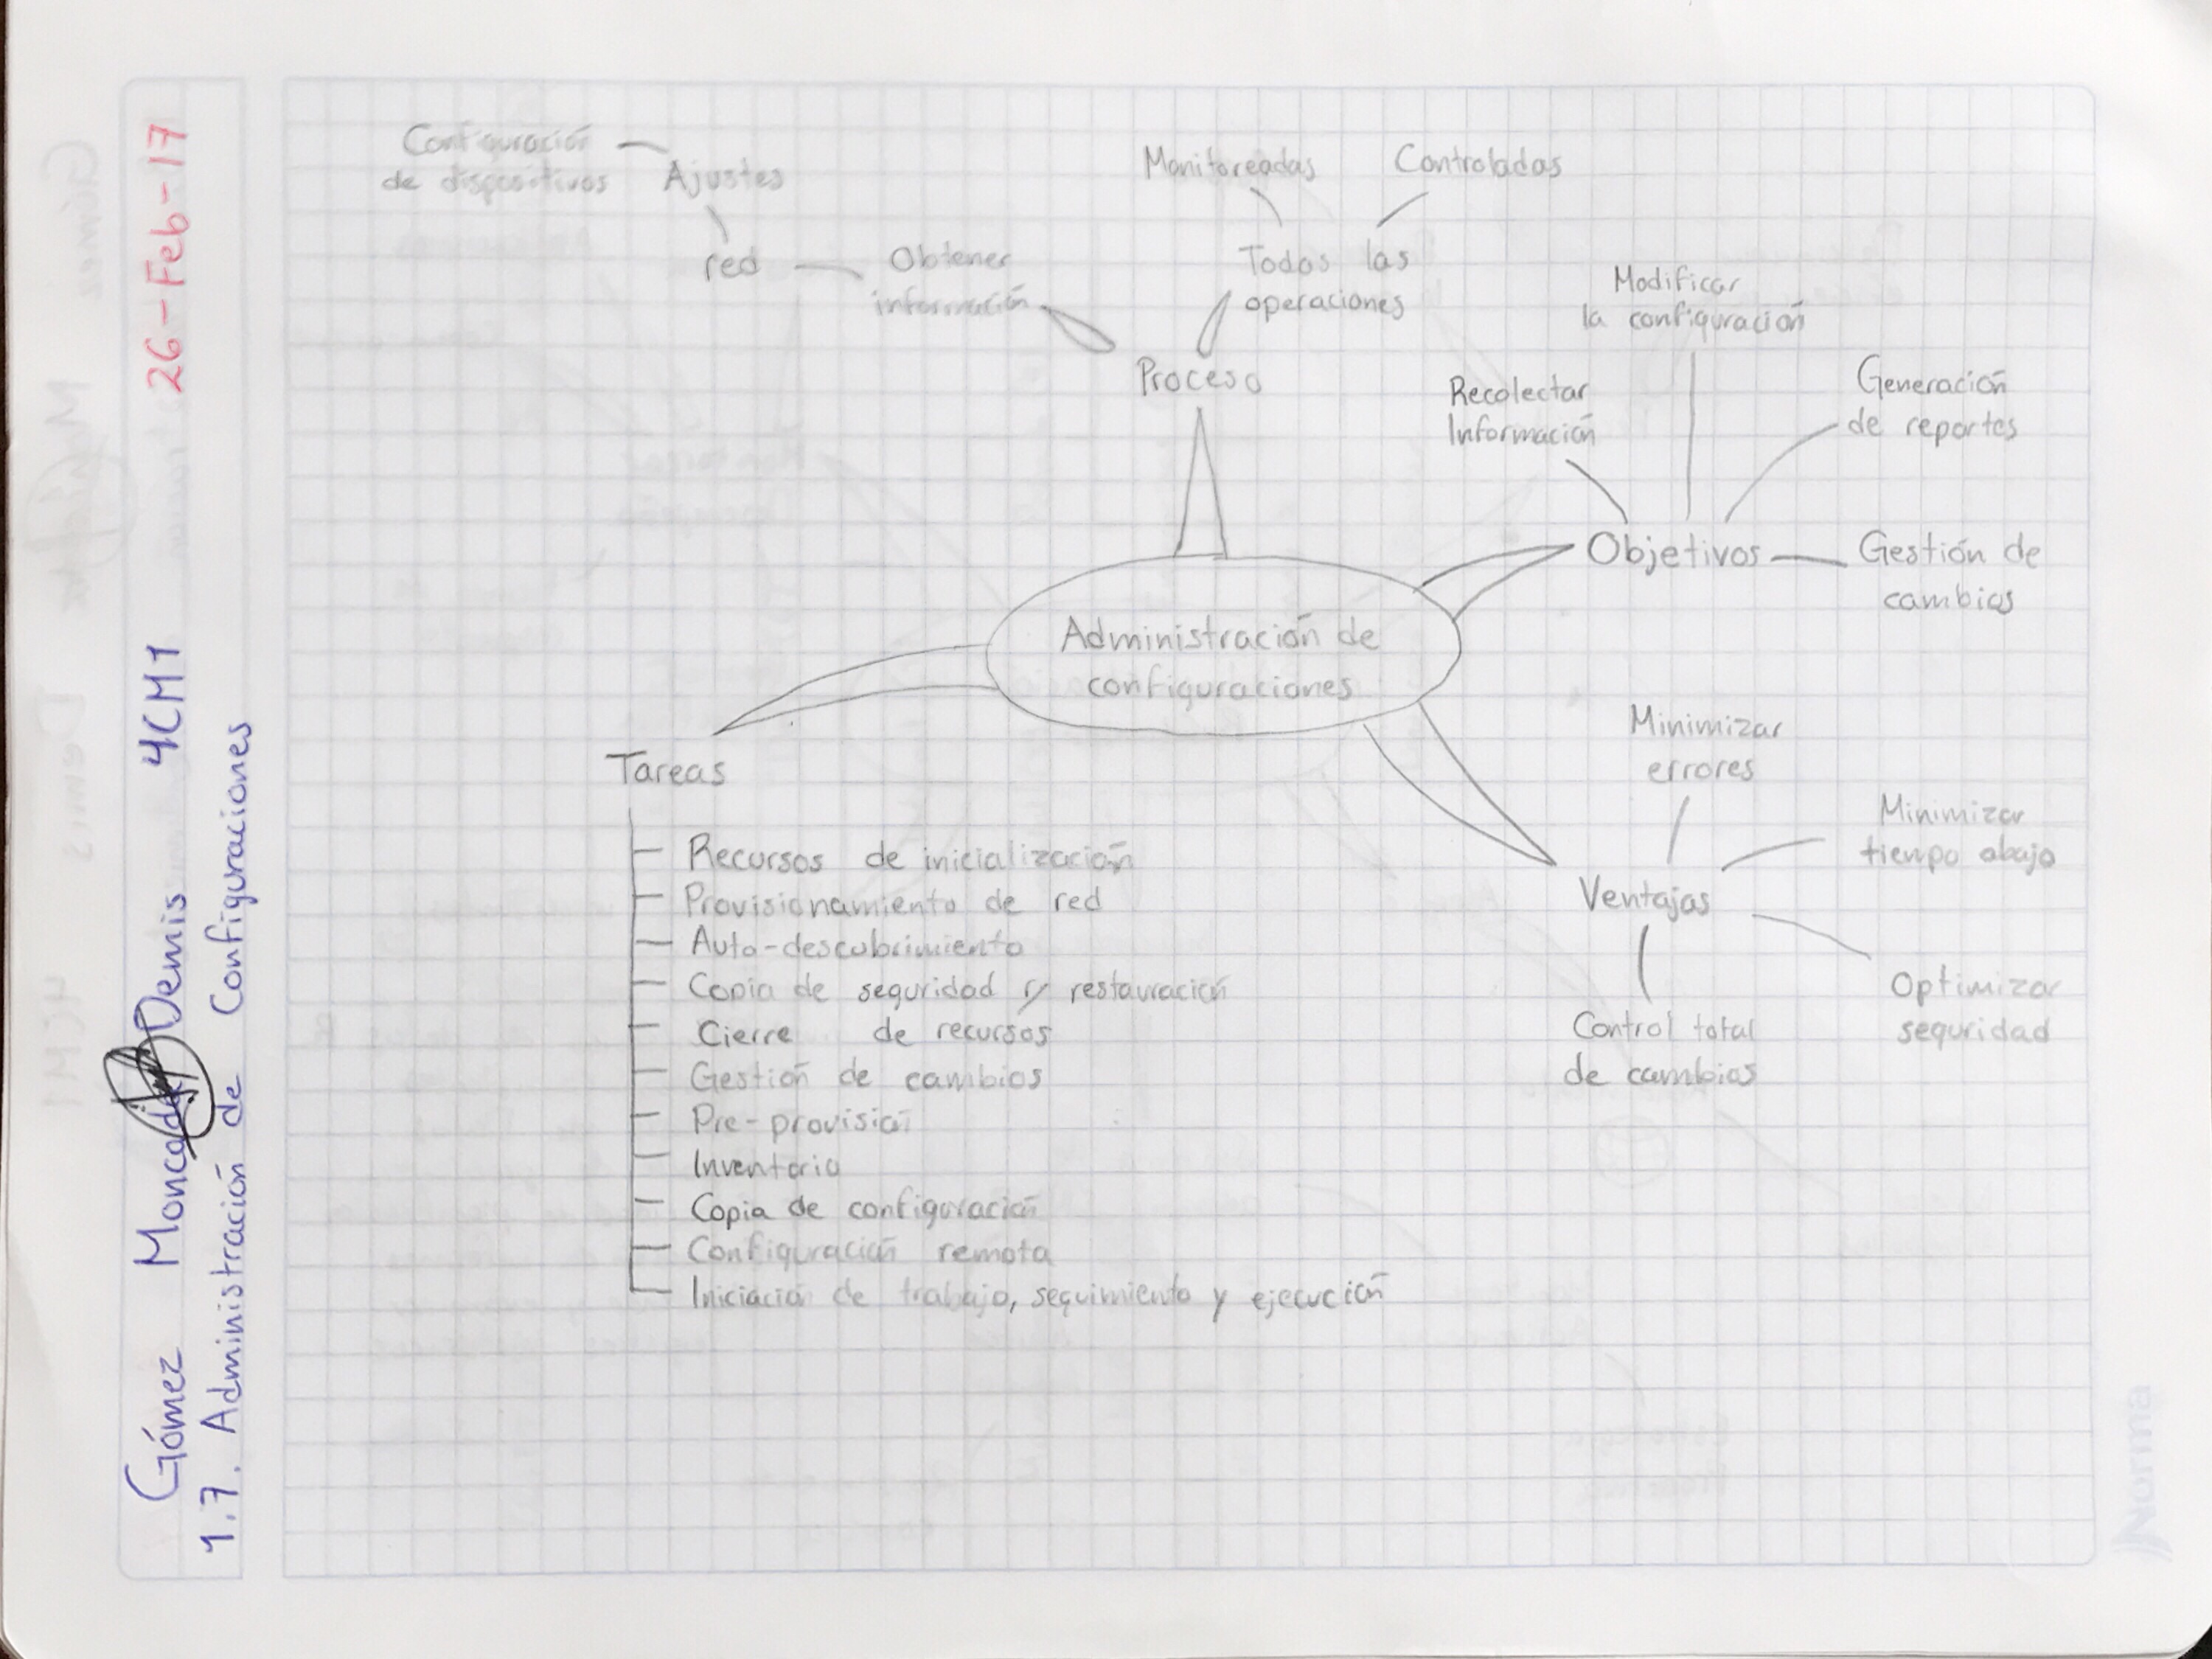 26-Feb-17
Gómez Moncada Denis 4CM1
1.7. Administración de Configuraciones
Configuración
de dispositivos
Ajustes
red
Obtener
información
Monitoreadas
Controladas
Todas las
operaciones
Proceso
Modificar
la configuración
Recolectar
Información
Generación
de reportes
Objetivos
Gestión de
cambios
Administración de
configuraciones
Minimizar
errores
Minimizar
tiempo abajo
Ventajas
Optimizar
seguridad
Control total
de cambios
Tareas
Recursos de inicialización
Provisionamiento de red
Auto-descubrimiento
Copia de seguridad y restauración
Cierre de recursos
Gestión de cambios
Pre-provisión
Inventario
Copia de configuración
Configuración remota
Iniciación de trabajo, seguimiento y ejecución
Norma